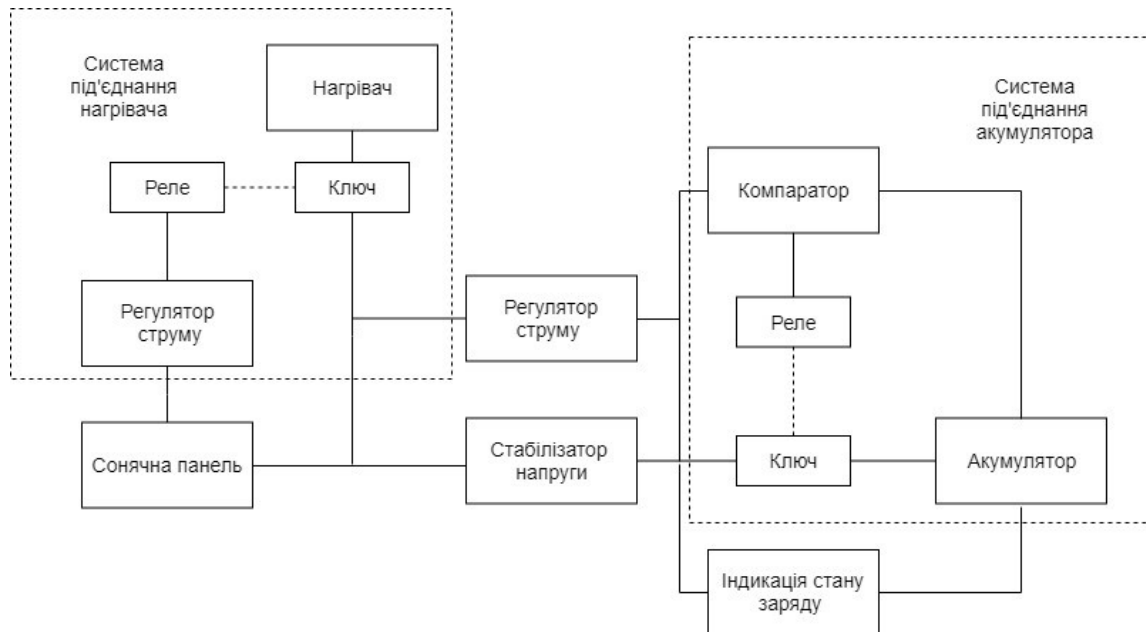 Система
під'єднання
нагрівача
Нагрівач
Реле
Ключ
Регулятор
струму
Сонячна панель
Регулятор
струму
Стабілізатор
напруги
Система
під'єднання
акумулятора
Компаратор
Реле
Ключ
Акумулятор
Індикація стану
заряду